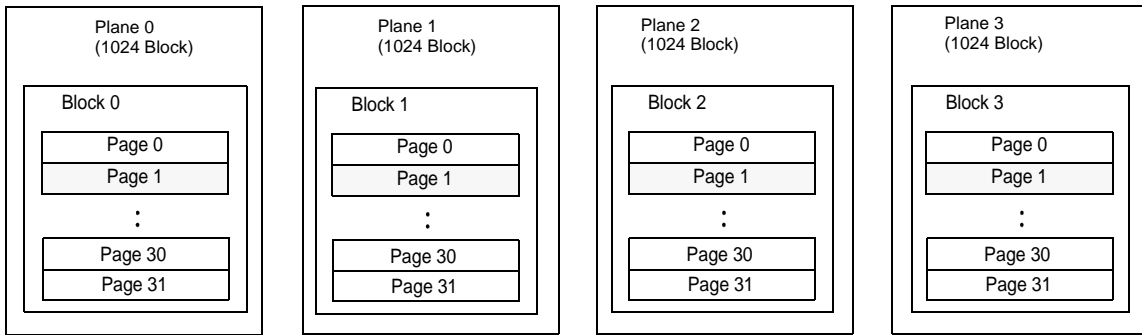 Plane 0
(1024 Block)
Block 0
Page 0
Page 1
:
Page 30
Page 31
Plane 1
(1024 Block)
Block 1
Page 0
Page 1
:
Page 30
Page 31
Plane 2
(1024 Block)
Block 2
Page 0
Page 1
:
Page 30
Page 31
Plane 3
(1024 Block)
Block 3
Page 0
Page 1
:
Page 30
Page 31